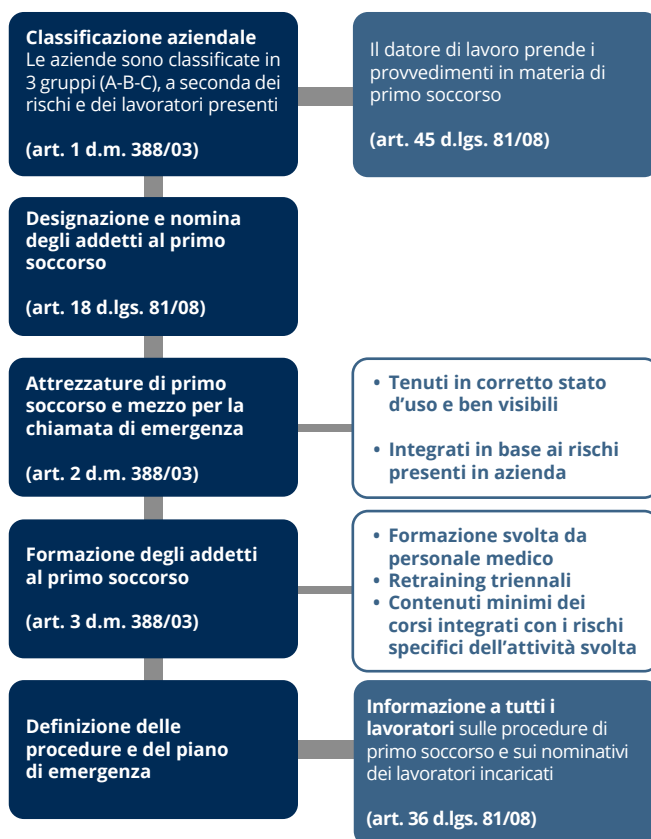 Classificazione aziendale
Le aziende sono classificate in
3 gruppi (A-B-C), a seconda dei
rischi e dei lavoratori presenti
(art. 1 d.m. 388/03)
Il datore di lavoro prende i
provvedimenti in materia di
primo soccorso
(art. 45 d.lgs. 81/08)
Designazione e nomina
degli addetti al primo
soccorso
(art. 18 d.lgs. 81/08)
Attrezzature di primo
soccorso e mezzo per la
chiamata di emergenza
(art. 2 d.m. 388/03)
• Tenuti in corretto stato
d’uso e ben visibili
• Integrati in base ai rischi
presenti in azienda
Formazione degli addetti
al primo soccorso
(art. 3 d.m. 388/03)
• Formazione svolta da
personale medico
• Retraining triennali
• Contenuti minimi dei
corsi integrati con i rischi
specifici dell’attività svolta
Definizione delle
procedure e del piano
di emergenza
Informazione a tutti i
lavoratori sulle procedure di
primo soccorso e sui nominativi
dei lavoratori incaricati
(art. 36 d.lgs. 81/08)